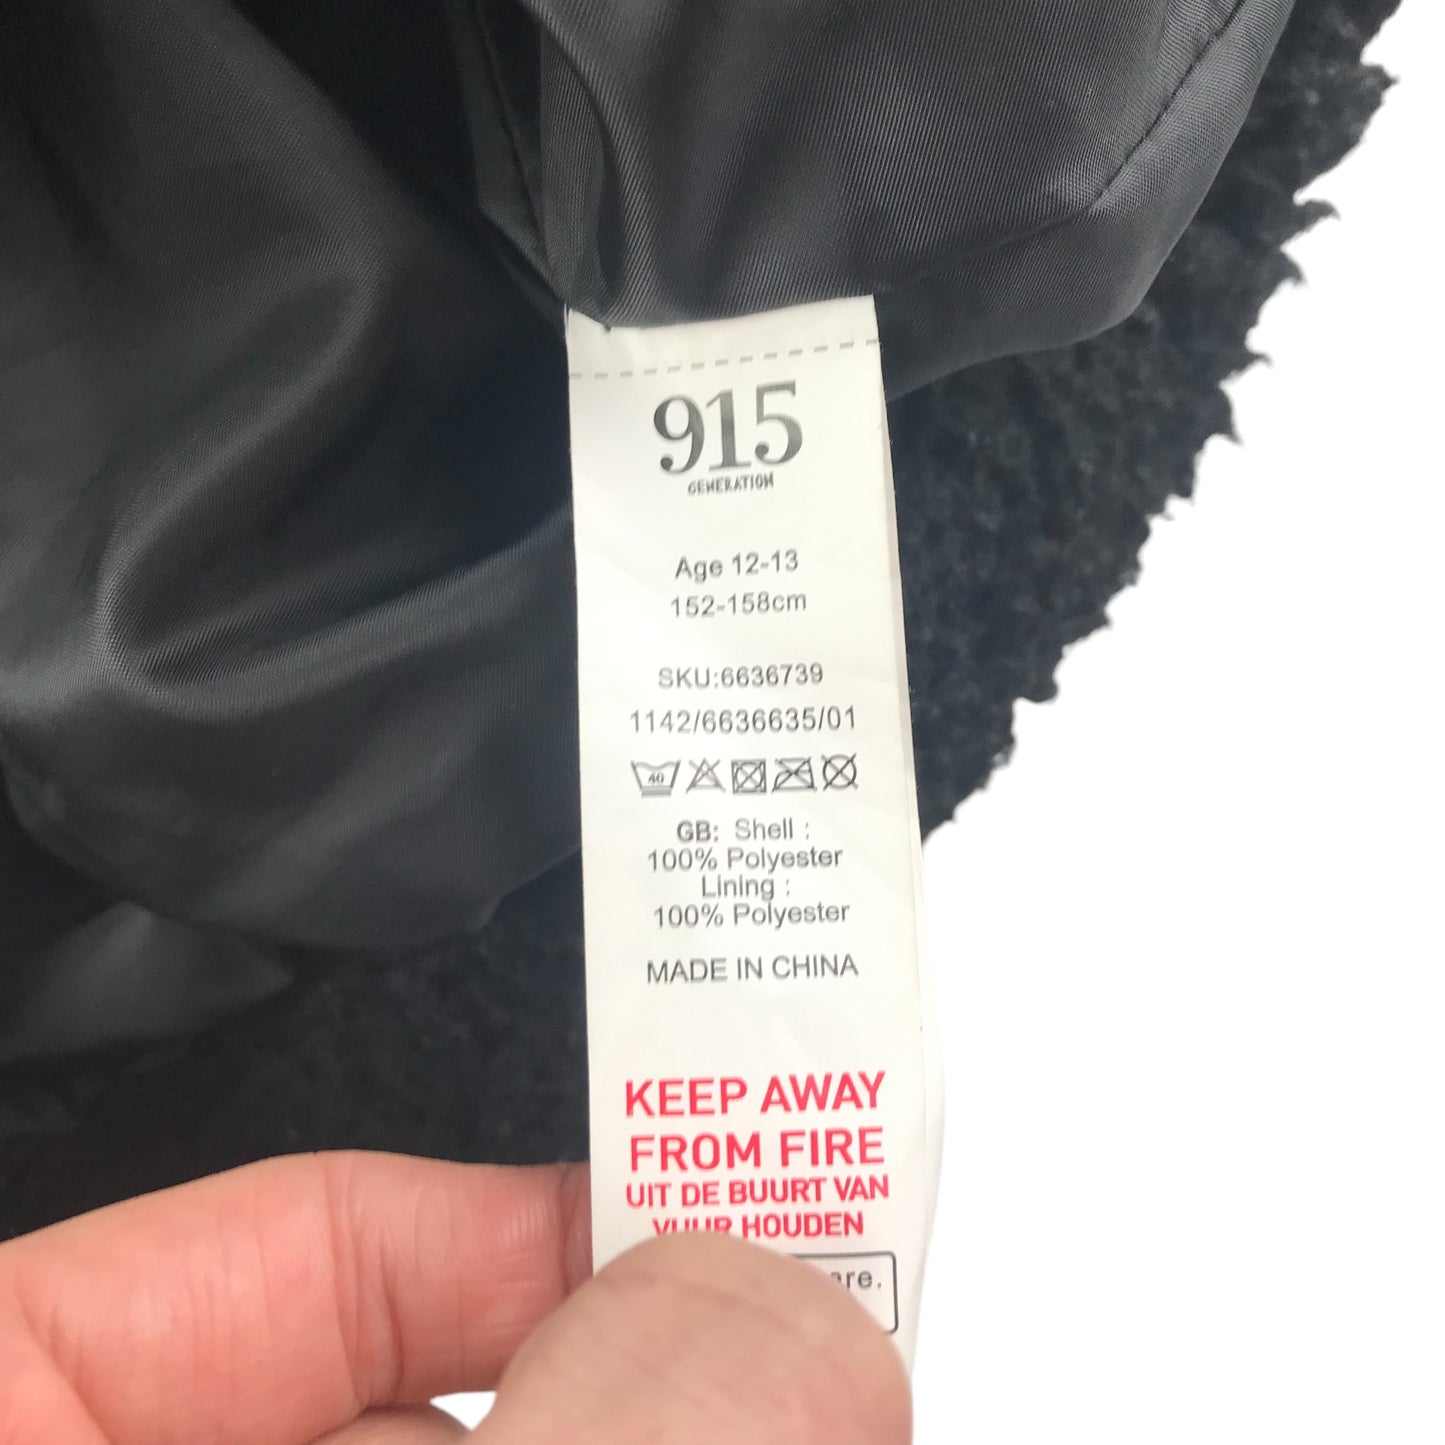 915
GENERATION
Age 12-13
152-158cm
SKU:6636739
1142/6636635/01
40
GB: Shell :
100% Polyester
Lining :
100% Polyester
MADE IN CHINA
KEEP AWAY
FROM FIRE
UIT DE BUURT VAN
VUUR HOUDEN